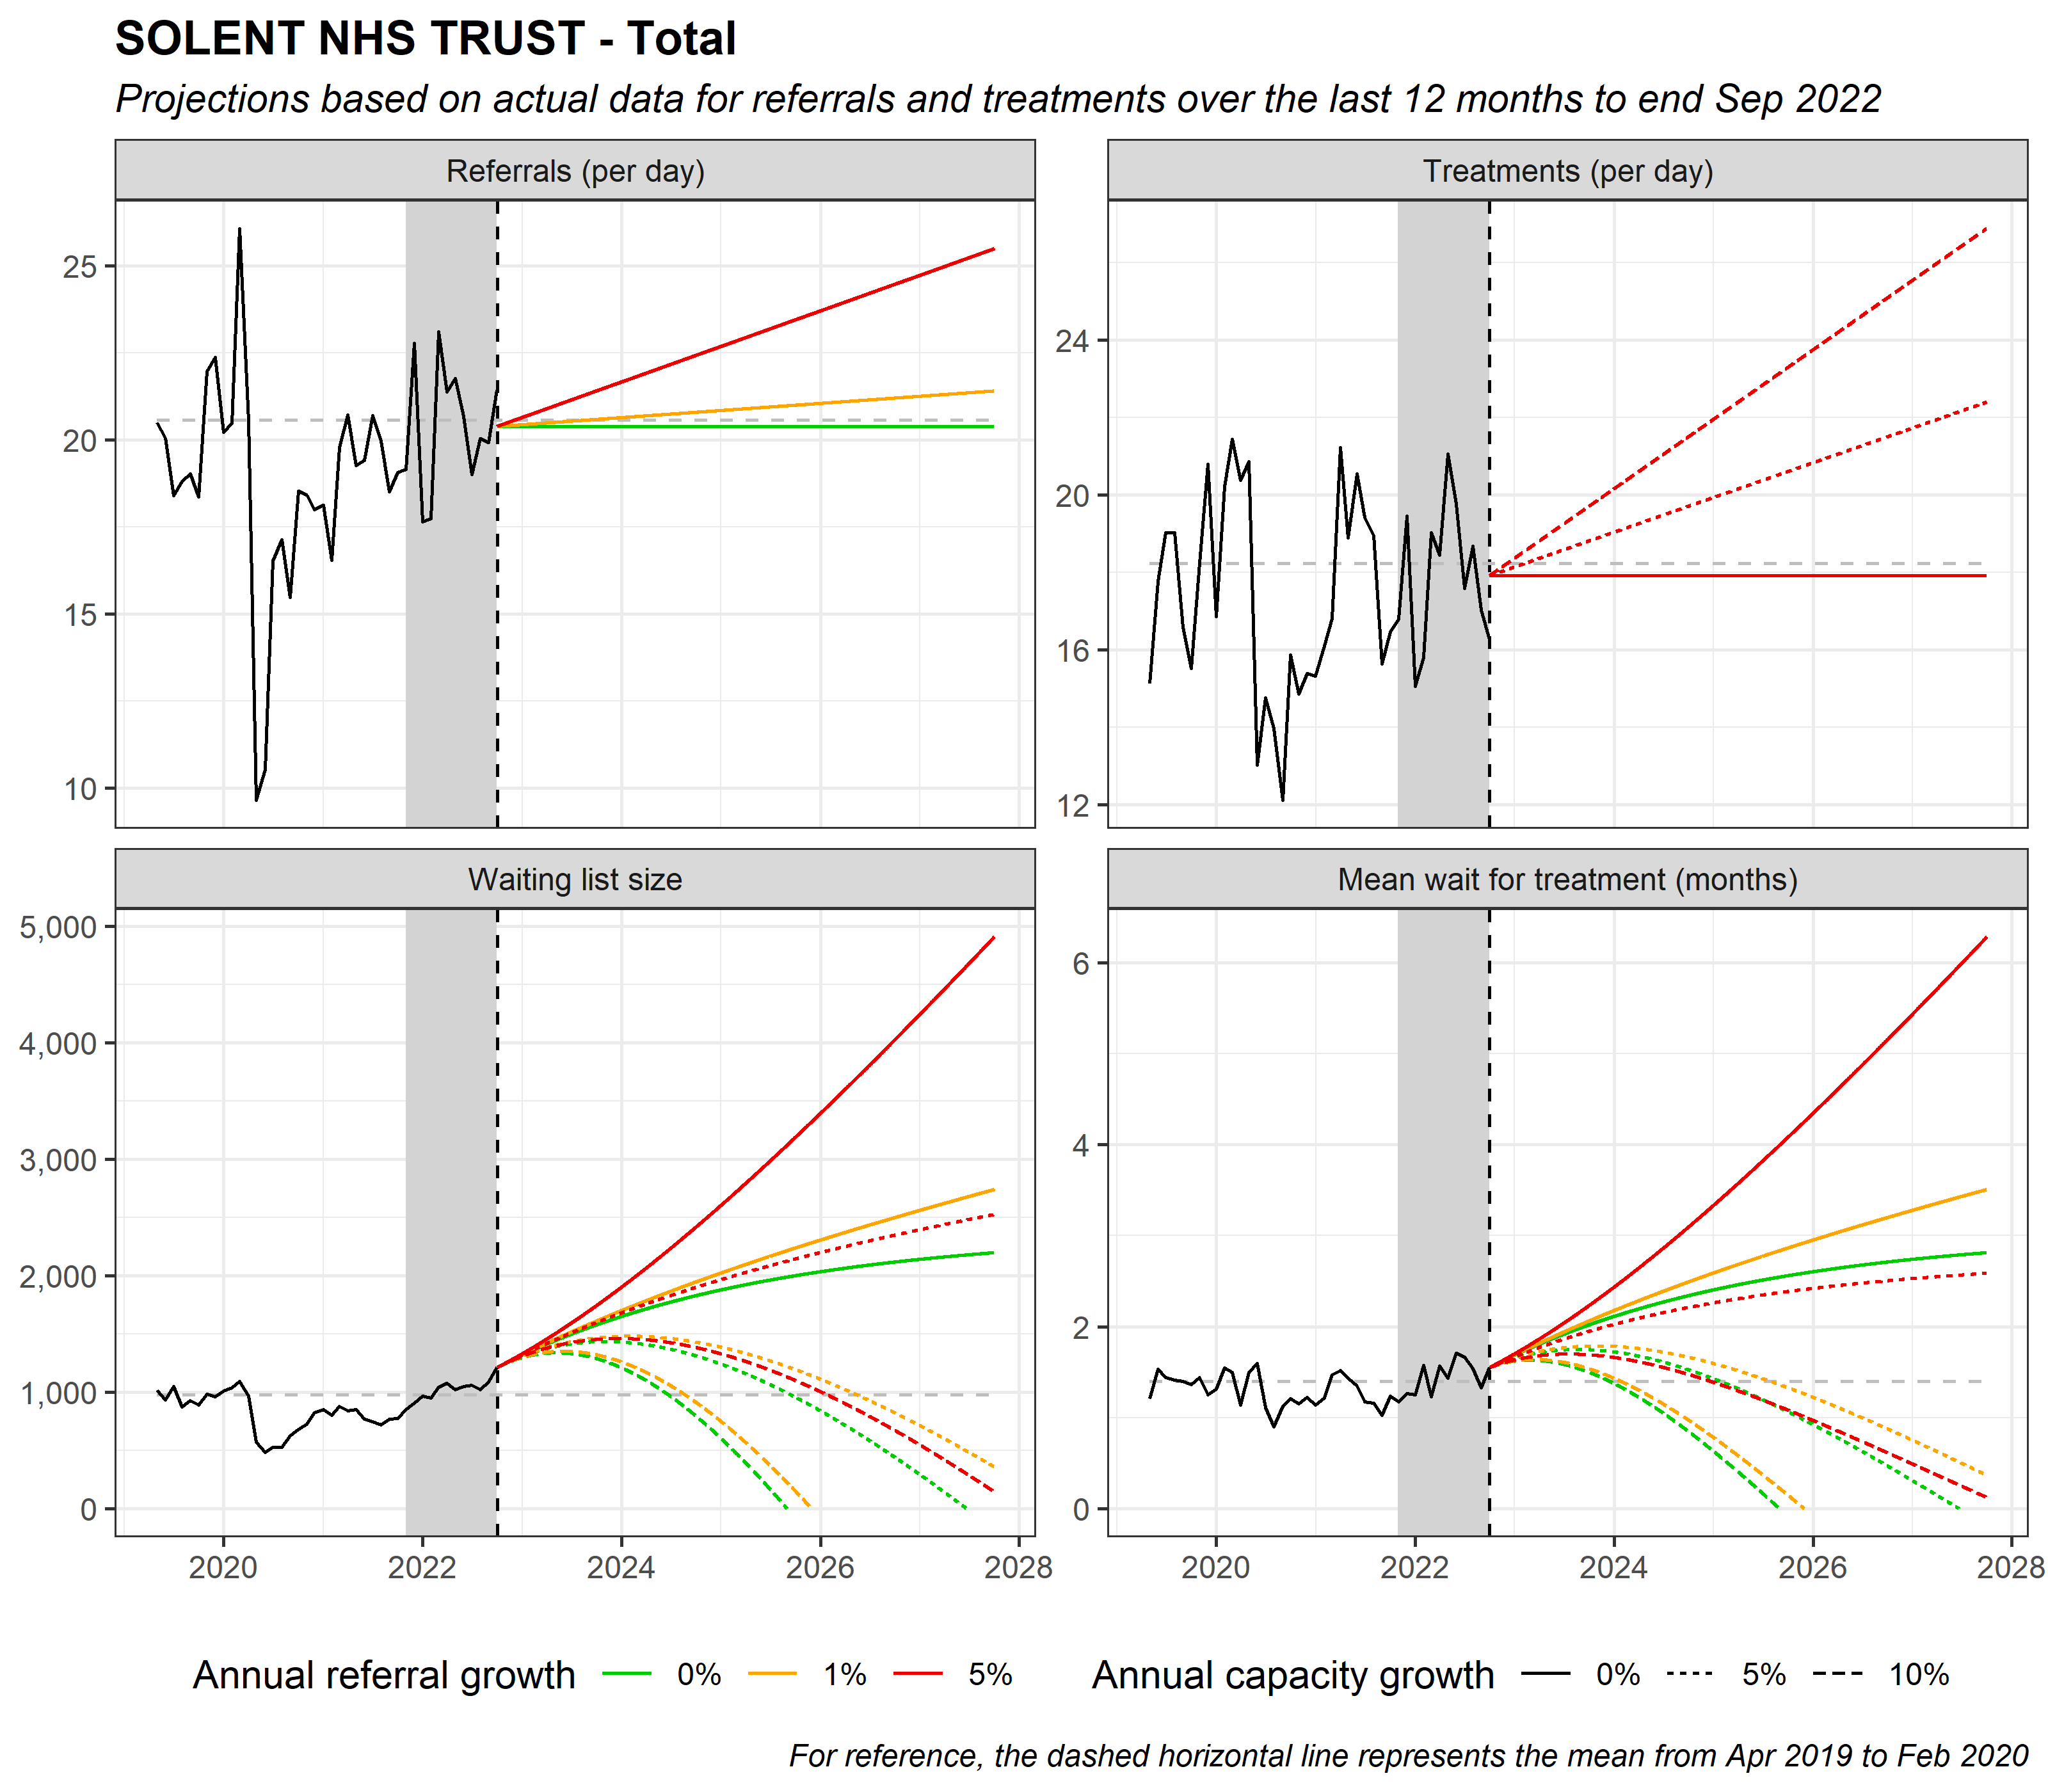 SOLENT NHS TRUST - Total
Projections based on actual data for referrals and treatments over the last 12 months to end Sep 2022
Referrals (per day)
25
20
15
10
Treatments (per day)
24
20
16
12
Waiting list size
5,000
4,000
3,000
2,000
1,000
0
2020 2022 2024 2026 2028
Mean wait for treatment (months)
6
4
2
0
2020 2022 2024 2026 2028
Annual referral growth 0% 1% 5%
Annual capacity growth 0% 5% 10%
For reference, the dashed horizontal line represents the mean from Apr 2019 to Feb 2020